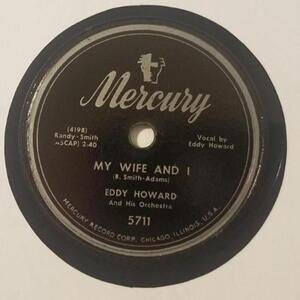 Mercury
(4198)
Randy-Smith
ASCAP) 2:40
Vocal by
Eddy Howard
MY WIFE AND I
(B. Smith-Adams)
EDDY HOWARD
And His Orchestra
5711
MERCURY RECORD CORP. CHICAGO, ILLINOIS, U.S.A.